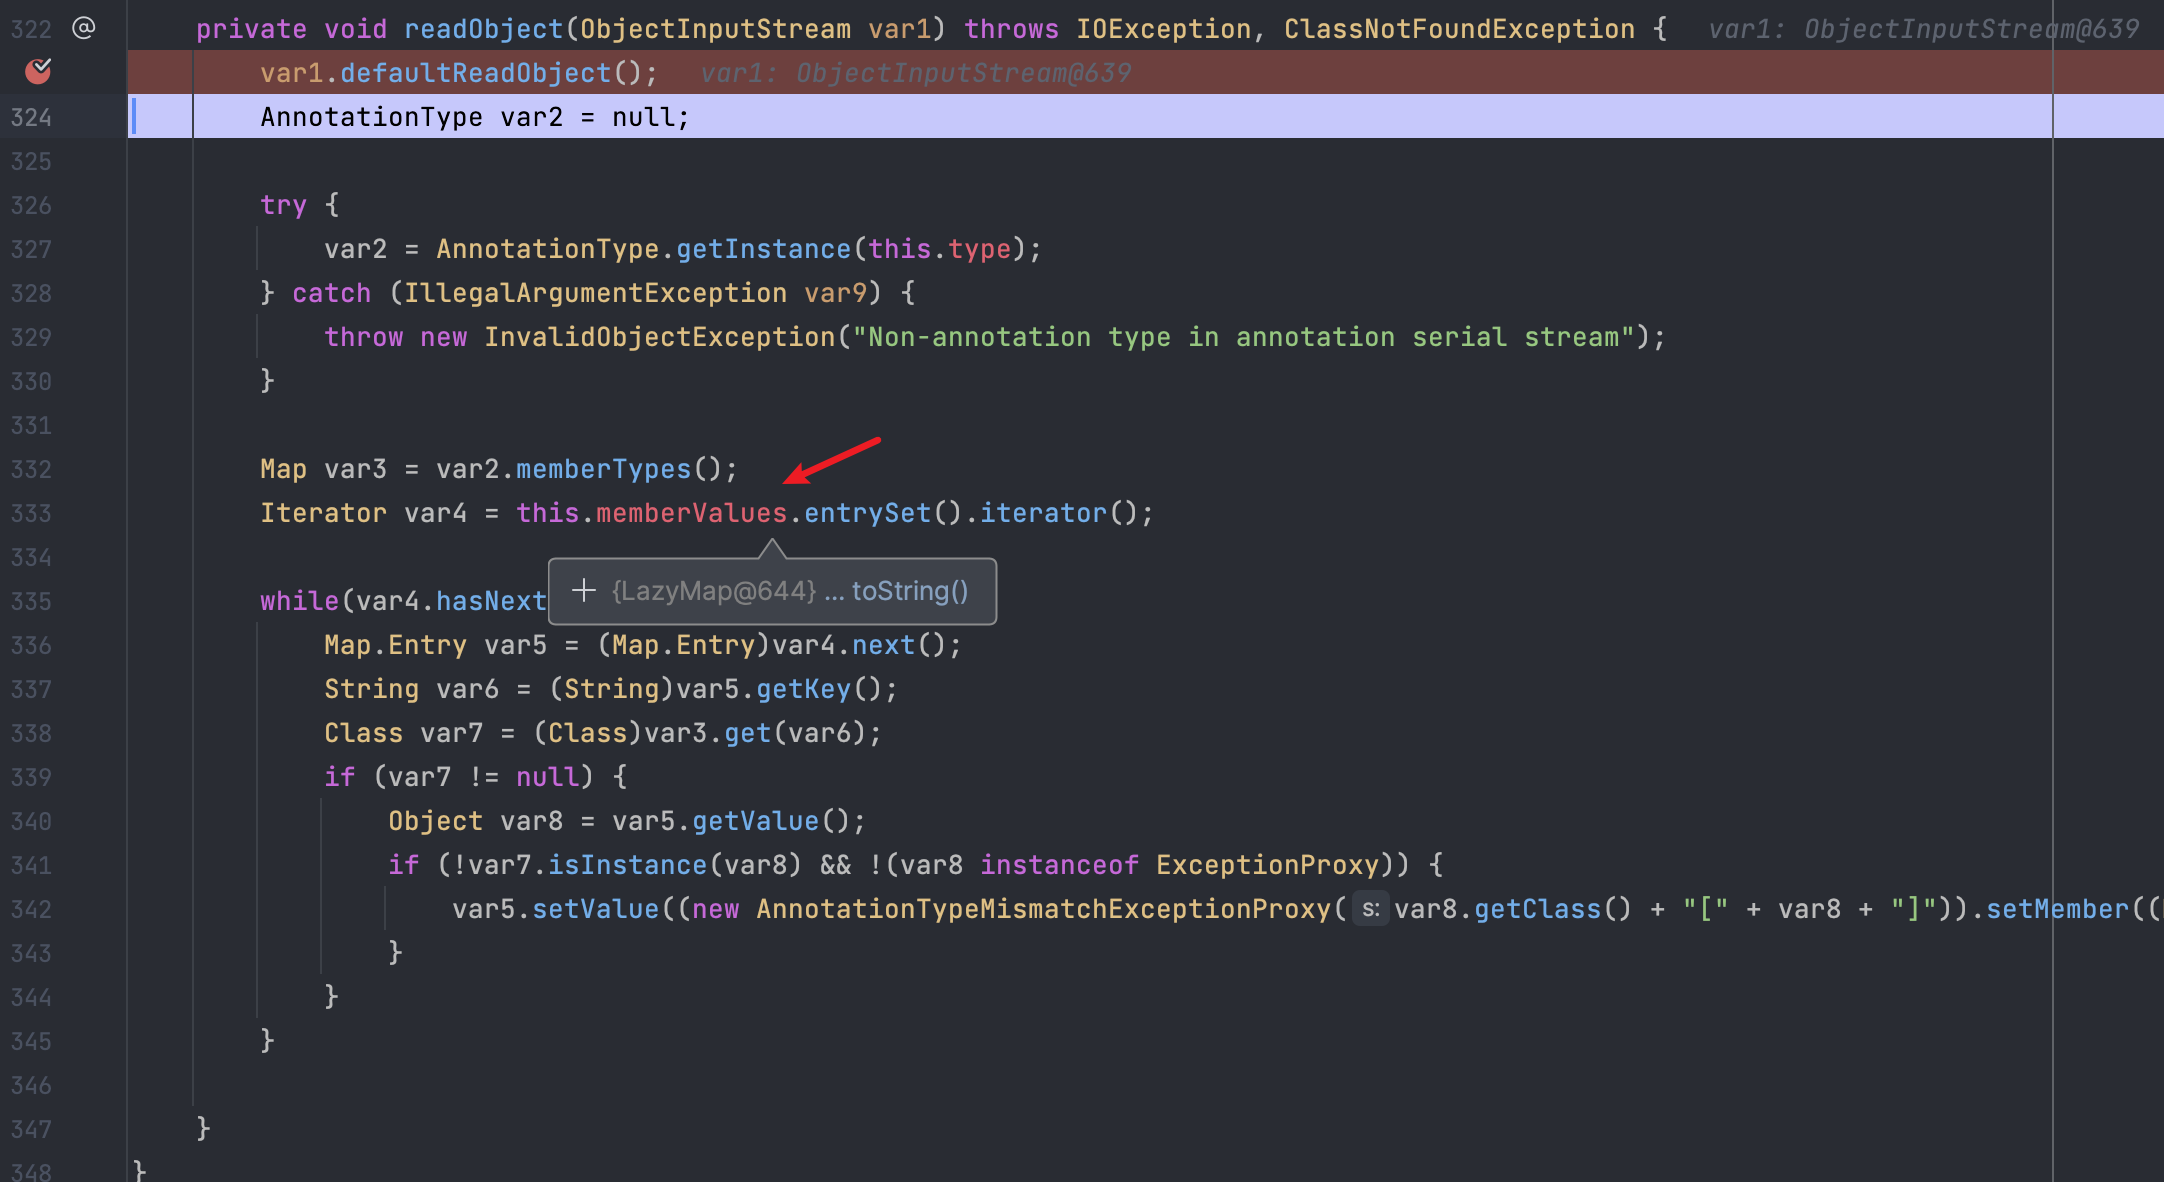 322 @ private void readObject(ObjectInputStream var1) throws IOException, ClassNotFoundException { var1: ObjectInputStream@639
var1.defaultReadObject(); var1: ObjectInputStream@639
324 AnnotationType var2 = null;
325
326 try {
327 var2 = AnnotationType.getInstance(this.type);
328 } catch (IllegalArgumentException var9) {
329 throw new InvalidObjectException("Non-annotation type in annotation serial stream");
330 }
331
332 Map var3 = var2.memberTypes();
333 Iterator var4 = this.memberValues.entrySet().iterator();
334
+ {LazyMap@644} ... toString()
335 while(var4.hasNext
336 Map.Entry var5 = (Map.Entry)var4.next();
337 String var6 = (String)var5.getKey();
338 Class var7 = (Class)var3.get(var6);
339 if (var7 != null) {
340 Object var8 = var5.getValue();
341 if (!var7.isInstance(var8) && !(var8 instanceof ExceptionProxy)) {
342 var5.setValue((new AnnotationTypeMismatchExceptionProxy( s: var8.getClass() + "[" + var8 + "]")).setMember((
343 }
344 }
345 }
346
347 }
348 }